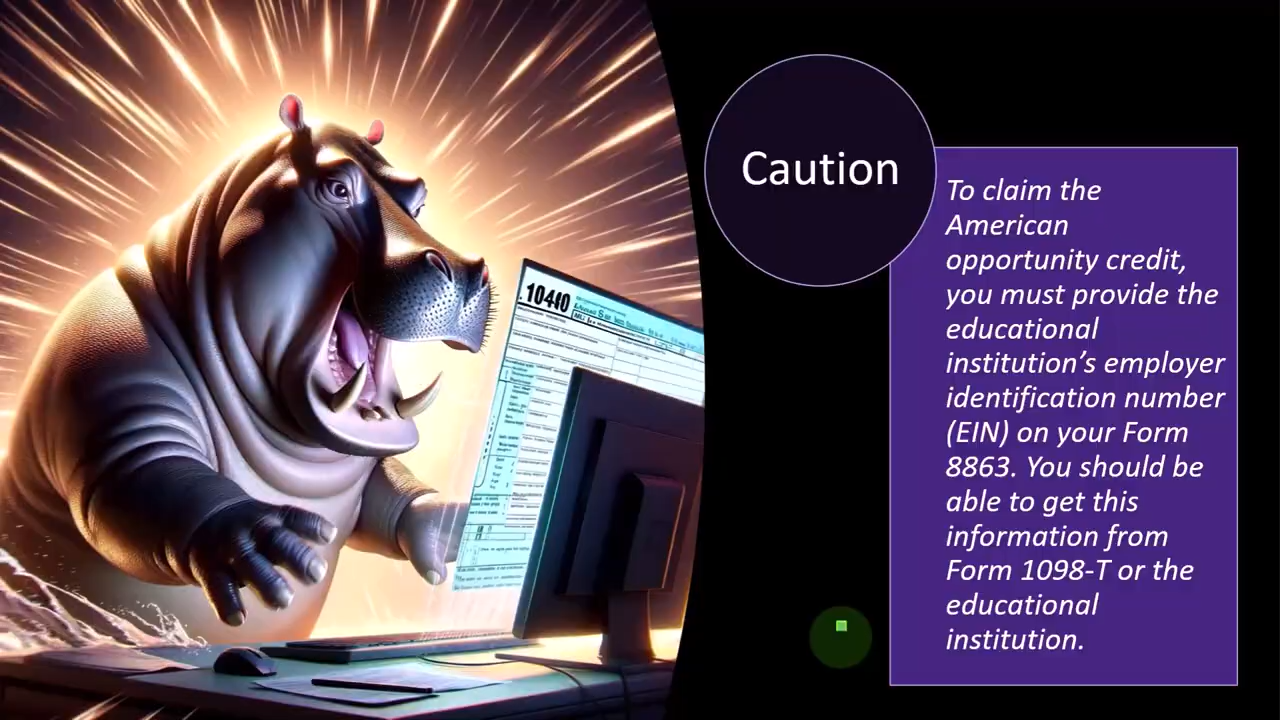 Caution
To claim the
American
opportunity credit,
you must provide the
educational
institution's employer
identification number
(EIN) on your Form
8863. You should be
able to get this
information from
Form 1098-T or the
educational
institution.
1040